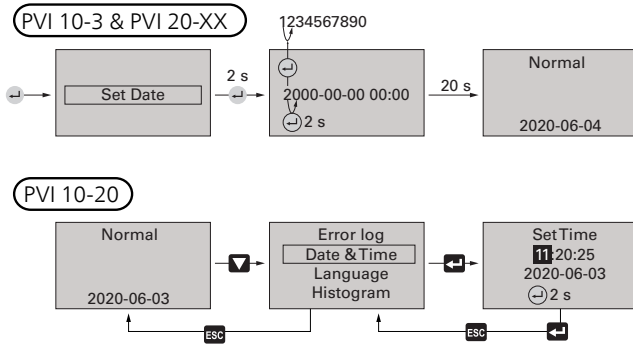 PVI 10-3 & PVI 20-XX
1234567890
Set Date
2 s
2000-00-00 00:00
2 s
20 s
Normal
2020-06-04
PVI 10-20
Normal
2020-06-03
Error log
Date & Time
Language
Histogram
Set Time
11:20:25
2020-06-03
2 s
ESC
ESC